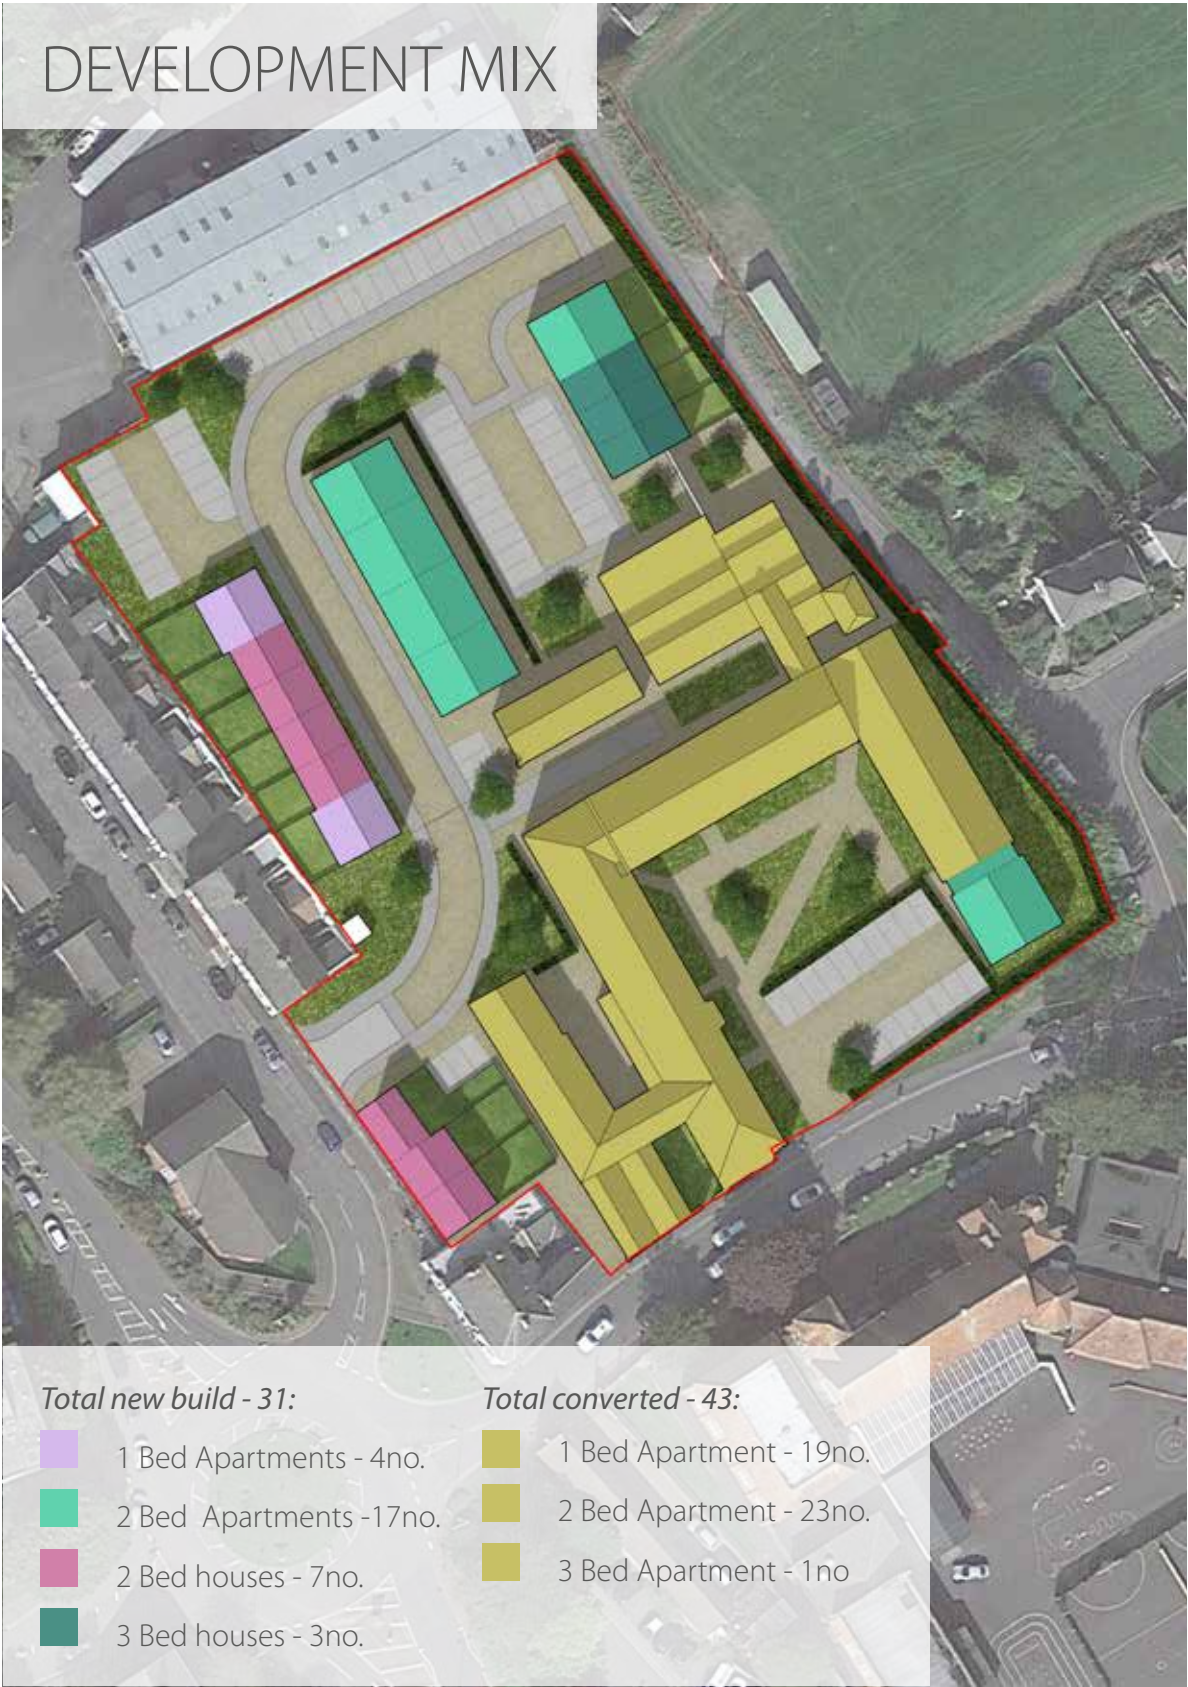 DEVELOPMENT MIX
Total new build - 31:
1 Bed Apartments - 4no.
2 Bed Apartments -17no.
2 Bed houses - 7no.
3 Bed houses - 3no.
Total converted - 43:
1 Bed Apartment - 19no.
2 Bed Apartment - 23no.
3 Bed Apartment - 1no